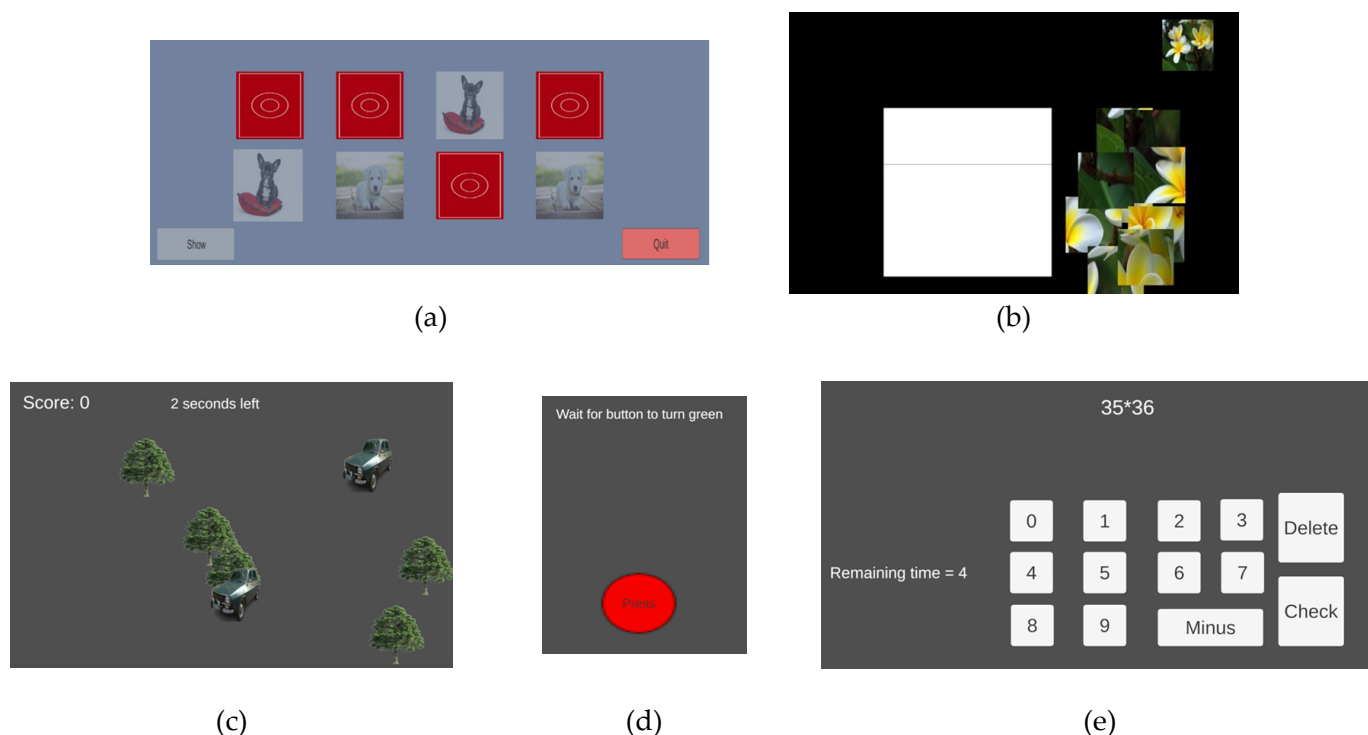 Show
Quit
(a)
(b)
Score: 0
2 seconds left
(c)
Wait for button to turn green
Press
(d)
35*36
0
1
2
3
Delete
Remaining time = 4
4
5
6
7
Check
8
9
Minus
(e)